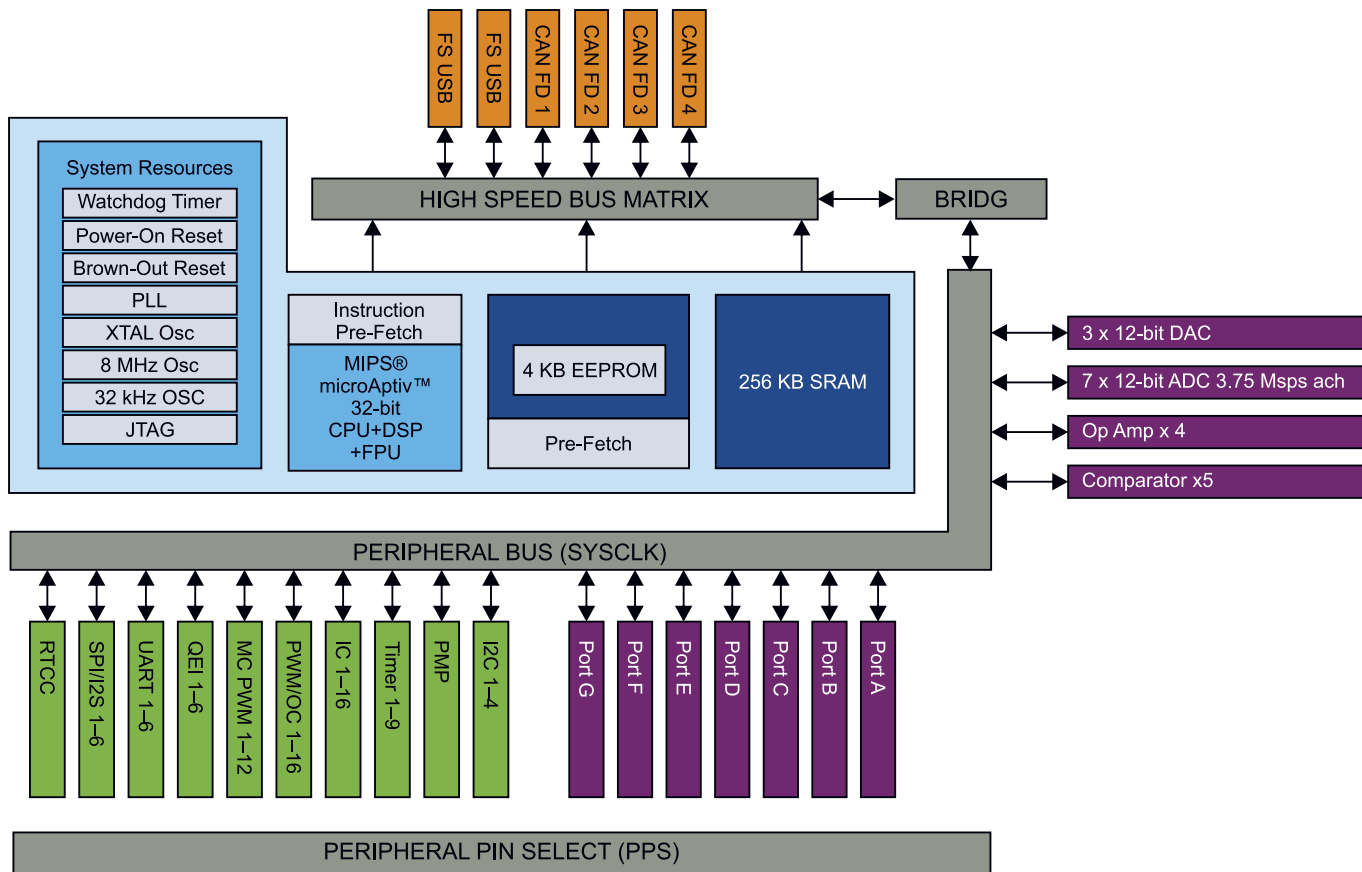 FS USB
FS USB
CAN FD 1
CAN FD 2
CAN FD 3
CAN FD 4
HIGH SPEED BUS MATRIX
BRIDG
System Resources
Watchdog Timer
Power-On Reset
Brown-Out Reset
PLL
XTAL Osc
8 MHz Osc
32 kHz OSC
JTAG
Instruction
Pre-Fetch
MIPS®
microAptiv™
32-bit
CPU+DSP
+FPU
4 KB EEPROM
Pre-Fetch
256 KB SRAM
3 x 12-bit DAC
7 x 12-bit ADC 3.75 Msps ach
Op Amp x 4
Comparator x5
PERIPHERAL BUS (SYSCLK)
RTCC
SPI/I2S 1–6
UART 1–6
QEI 1–6
MC PWM 1–12
PWM/OC 1–16
IC 1–16
Timer 1–9
PMP
I2C 1–4
Port G
Port F
Port E
Port D
Port C
Port B
Port A
PERIPHERAL PIN SELECT (PPS)